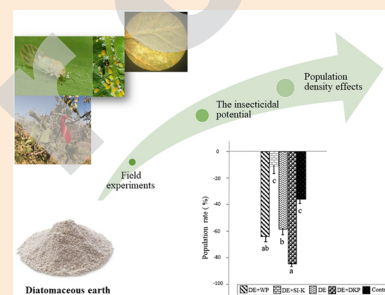 Population
density effects
The insecticidal
potential
Field
experiments
Diatomaceous earth
Population rate (%)
0
-20
-40
-60
-80
-100
ab
c
b
a
c
DE+WP
DE+SI-K
DE
DE+DKP